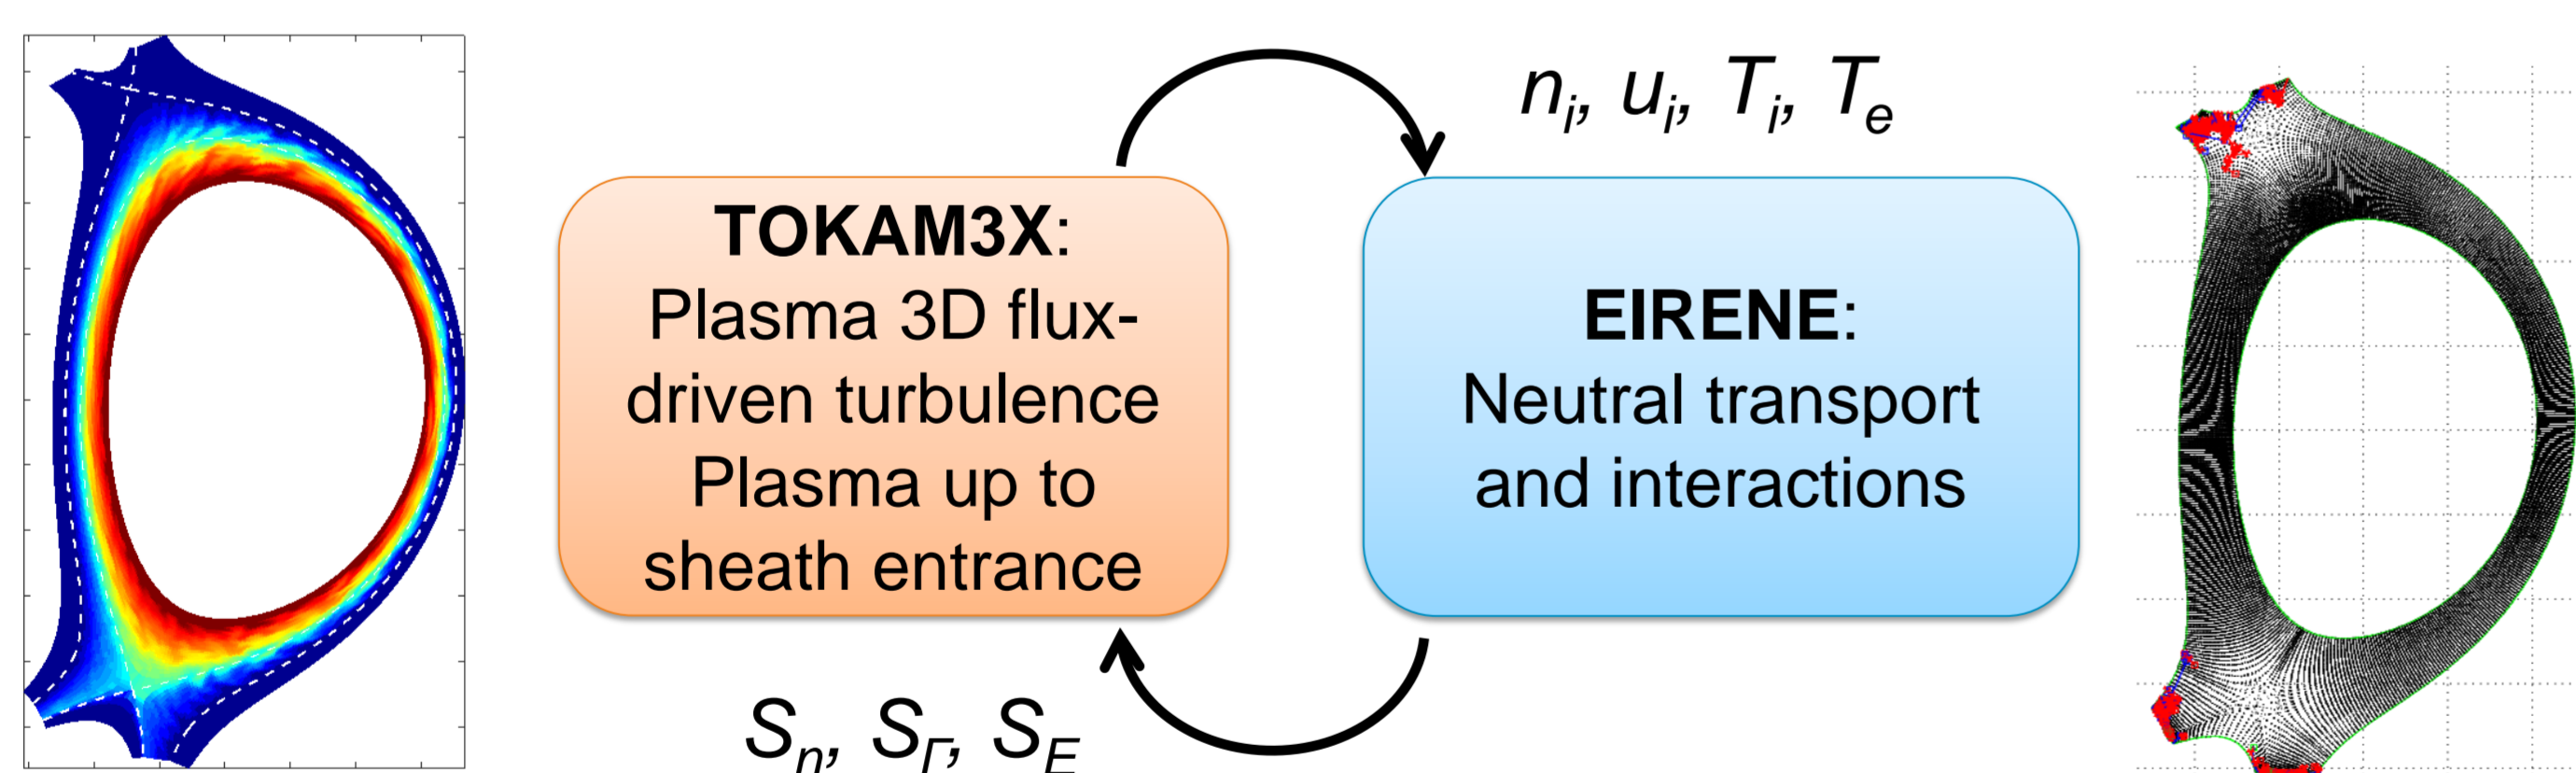 n_i, u_i, T_i, T_e
TOKAM3X:
Plasma 3D flux-
driven turbulence
Plasma up to
sheath entrance
EIRENE:
Neutral transport
and interactions
S_n, S_Γ, S_E